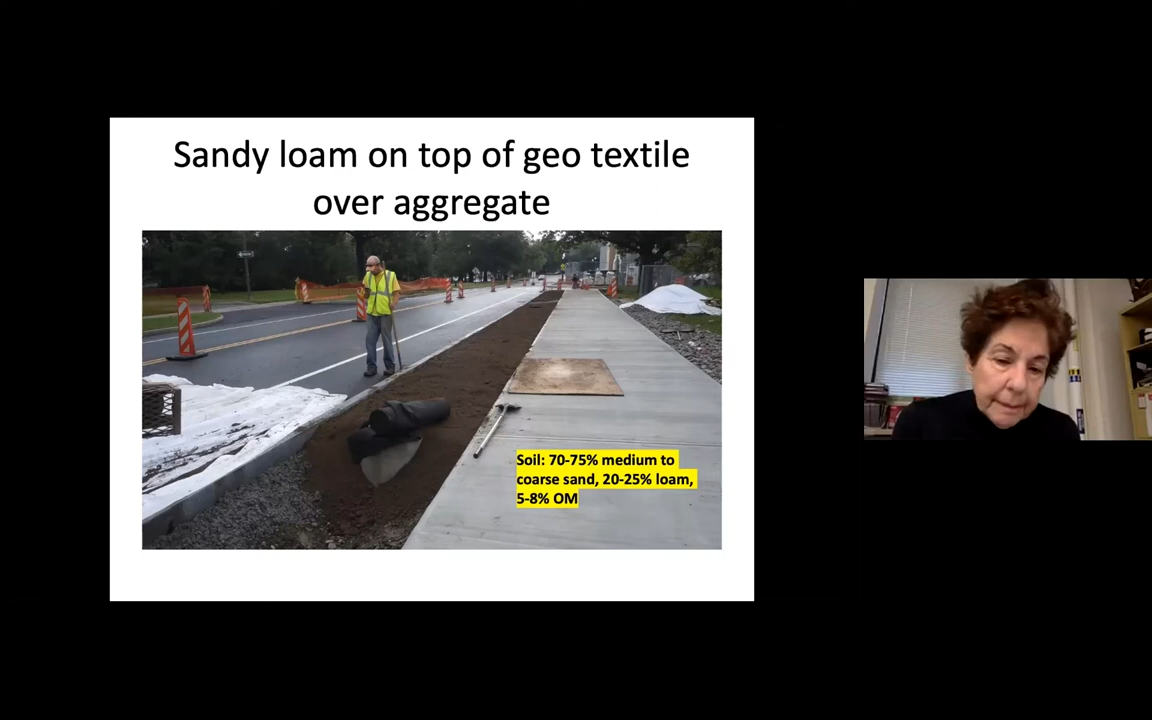 Sandy loam on top of geo textile
over aggregate
Soil: 70-75% medium to
coarse sand, 20-25% loam,
5-8% OM